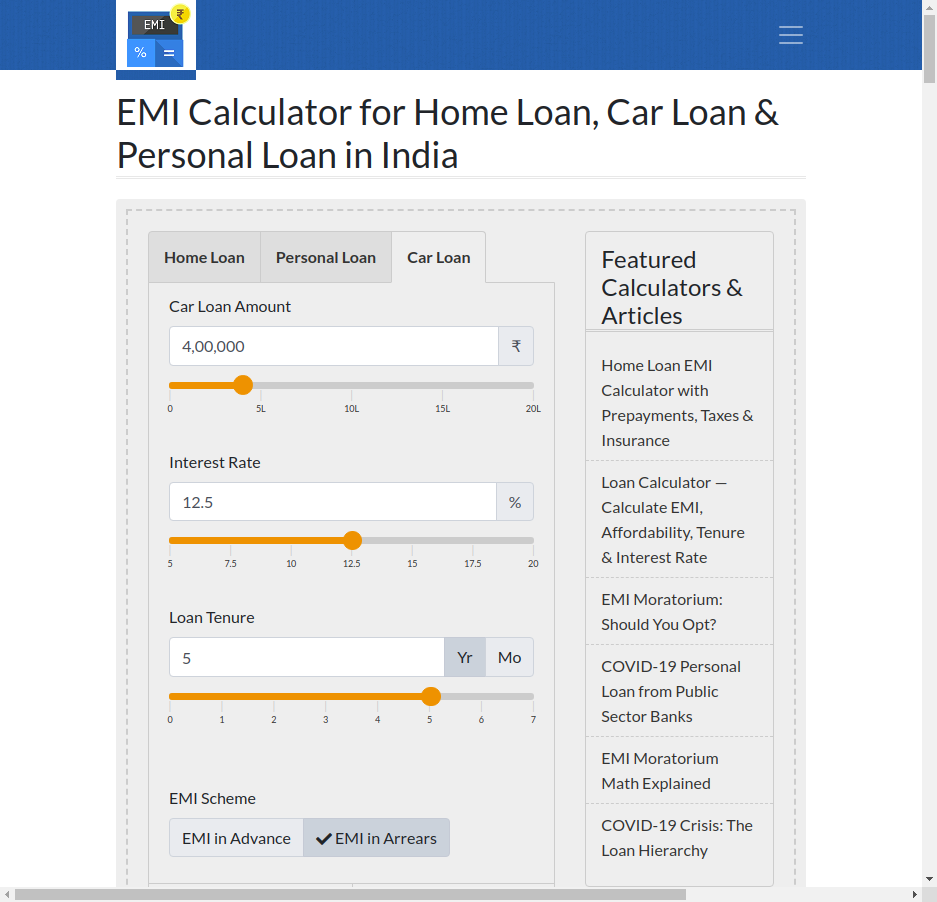 EMI
₹
%
=
EMI Calculator for Home Loan, Car Loan &
Personal Loan in India
Home Loan
Personal Loan
Car Loan
Car Loan Amount
4,00,000
₹
0
5L
10L
15L
20L
Interest Rate
12.5
%
5
7.5
10
12.5
15
17.5
20
Loan Tenure
5
Yr
Mo
0
1
2
3
4
5
6
7
EMI Scheme
EMI in Advance
EMI in Arrears
Featured
Calculators &
Articles
Home Loan EMI
Calculator with
Prepayments, Taxes &
Insurance
Loan Calculator —
Calculate EMI,
Affordability, Tenure
& Interest Rate
EMI Moratorium:
Should You Opt?
COVID-19 Personal
Loan from Public
Sector Banks
EMI Moratorium
Math Explained
COVID-19 Crisis: The
Loan Hierarchy